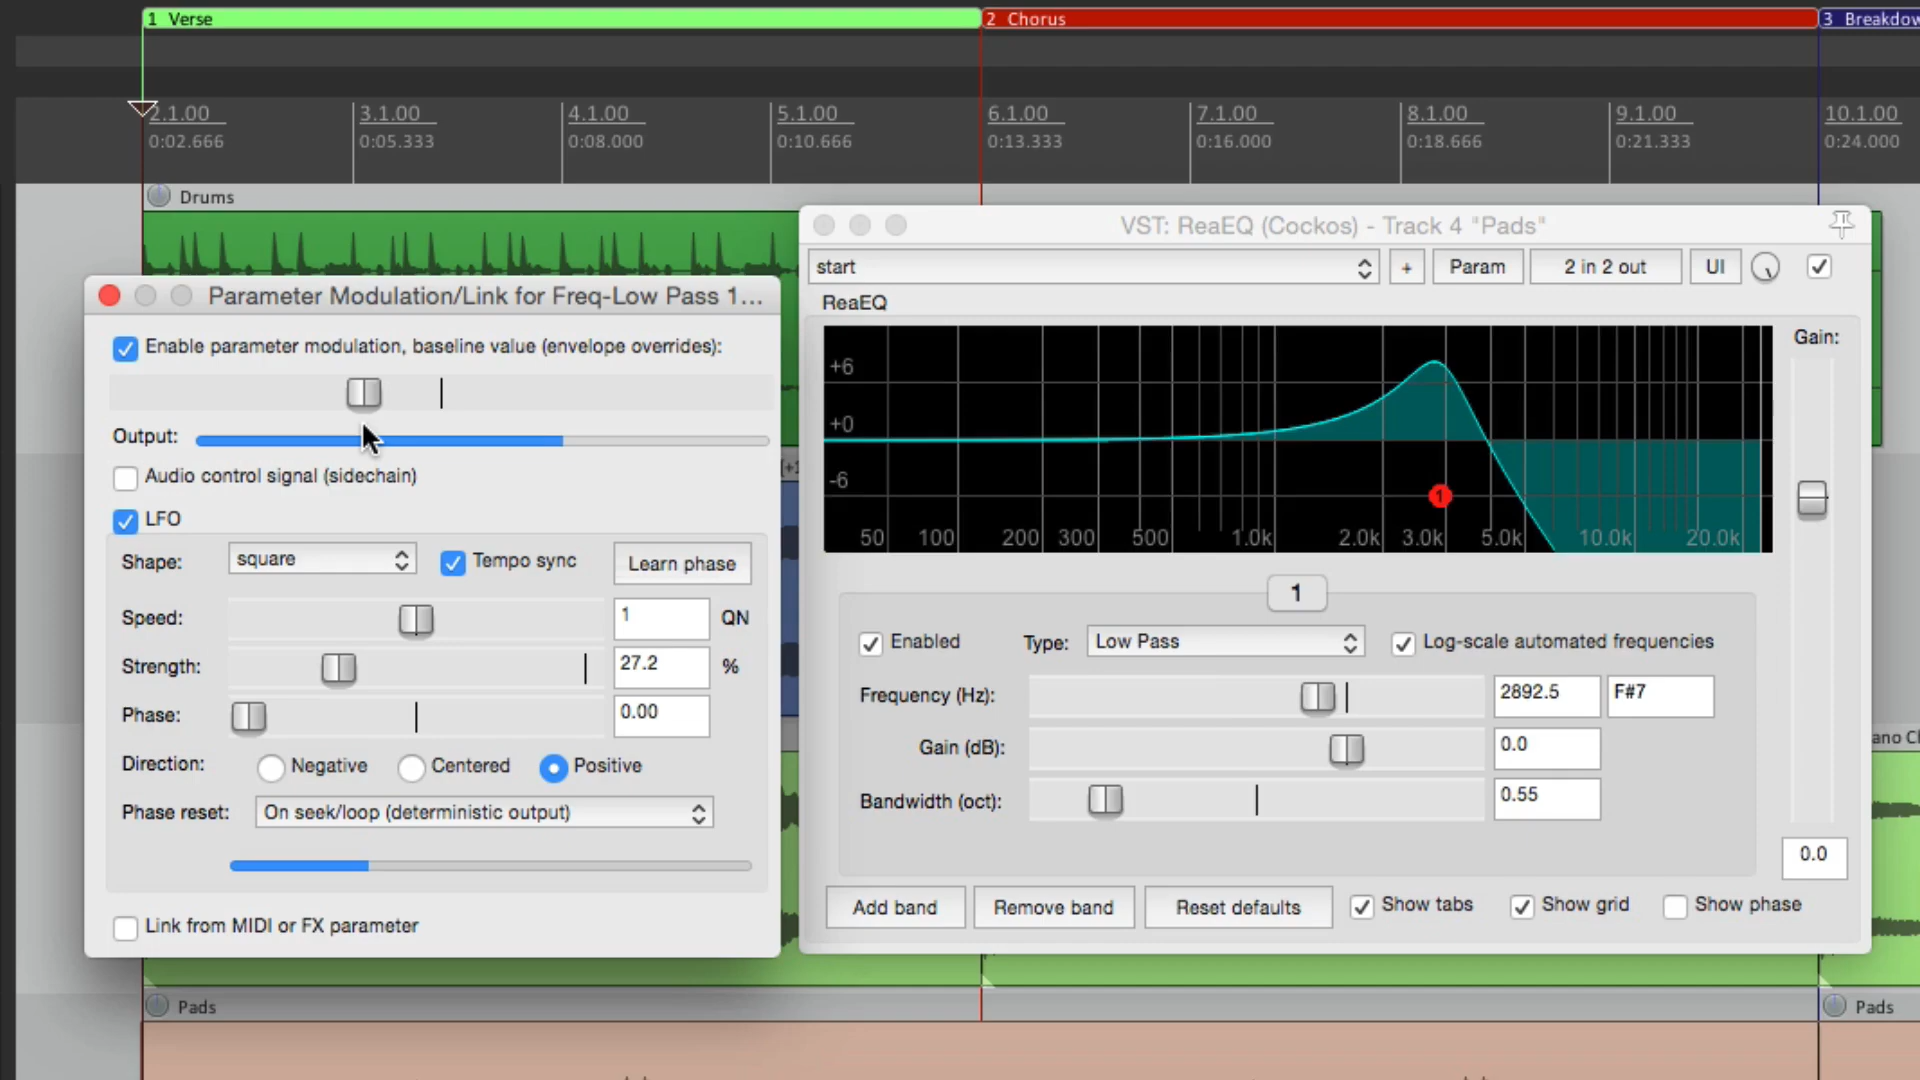 1 Verse
2 Chorus
3 Breakdow
2.1.00
3.1.00
4.1.00
5.1.00
6.1.00
7.1.00
8.1.00
9.1.00
10.1.00
0:02.666
0:05.333
0:08.000
0:10.666
0:13.333
0:16.000
0:18.666
0:21.333
0:24.000
Drums
VST: ReaEQ (Cockos) - Track 4 "Pads"
start
+
Param
2 in 2 out
UI
ReaEQ
Gain:
+6
+0
-6
50
100
200
300
500
1.0k
2.0k
3.0k
5.0k
10.0k
20.0k
1
1
Enabled
Type:
Low Pass
Log-scale automated frequencies
Frequency (Hz):
2892.5
F#7
Gain (dB):
0.0
Bandwidth (oct):
0.55
0.0
Add band
Remove band
Reset defaults
Show tabs
Show grid
Show phase
Parameter Modulation/Link for Freq-Low Pass 1...
Enable parameter modulation, baseline value (envelope overrides):
Output:
Audio control signal (sidechain)
LFO
Shape:
square
Tempo sync
Learn phase
Speed:
1
QN
Strength:
27.2
%
Phase:
0.00
Direction:
Negative
Centered
Positive
Phase reset:
On seek/loop (deterministic output)
Link from MIDI or FX parameter
Pads
Pads